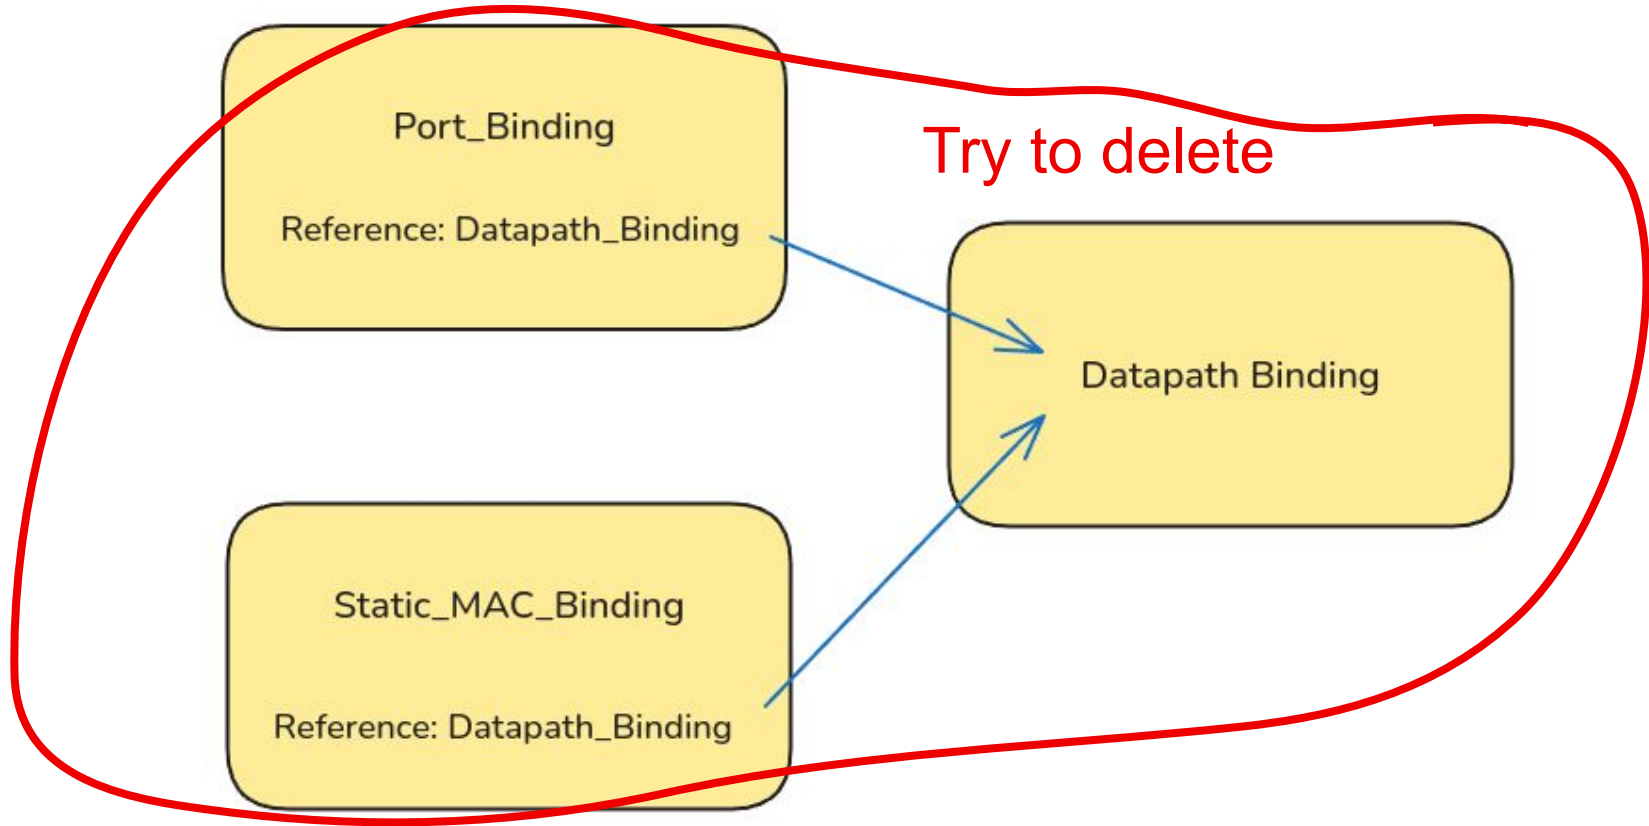 Port_Binding
Reference: Datapath_Binding
Try to delete
Datapath Binding
Static_MAC_Binding
Reference: Datapath_Binding